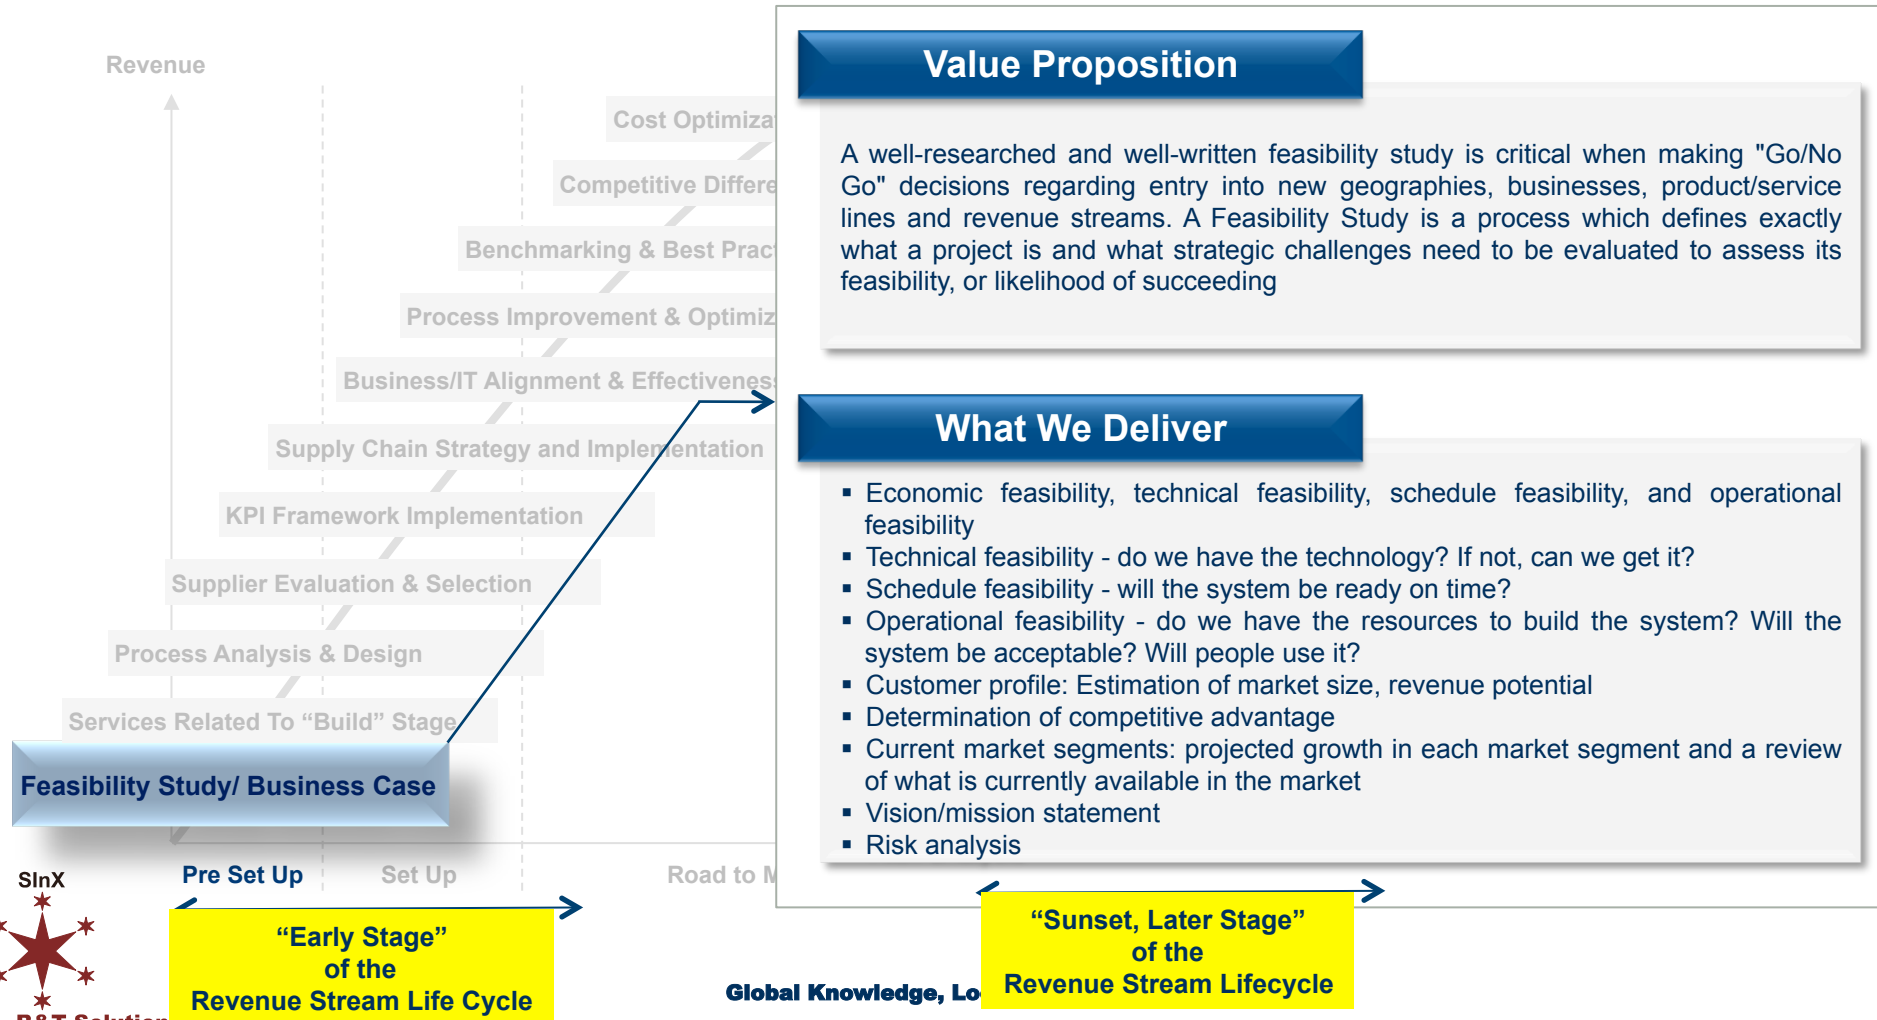 Revenue
Cost
Competitive
Benchmarking & Best
Process Improvement &
Business/IT Alignment & Effectiveness
Supply Chain Strategy and Implementation
KPI Framework Implementation
Supplier Evaluation & Selection
Process Analysis & Design
Services Related To “Build” Stage
Feasibility Study/ Business Case
Pre Set Up
Set Up
Road to
Value Proposition
A well-researched and well-written feasibility study is critical when making "Go/No
Go" decisions regarding entry into new geographies, businesses, product/service
lines and revenue streams. A Feasibility Study is a process which defines exactly
what a project is and what strategic challenges need to be evaluated to assess its
feasibility, or likelihood of succeeding
What We Deliver
▪ Economic feasibility, technical feasibility, schedule feasibility, and operational
feasibility
▪ Technical feasibility - do we have the technology? If not, can we get it?
▪ Schedule feasibility - will the system be ready on time?
▪ Operational feasibility - do we have the resources to build the system? Will the
system be acceptable? Will people use it?
▪ Customer profile: Estimation of market size, revenue potential
▪ Determination of competitive advantage
▪ Current market segments: projected growth in each market segment and a review
of what is currently available in the market
▪ Vision/mission statement
▪ Risk analysis
SInX
“Early Stage”
of the
Revenue Stream Life Cycle
Global Knowledge,
“Sunset, Later Stage”
of the
Revenue Stream Lifecycle